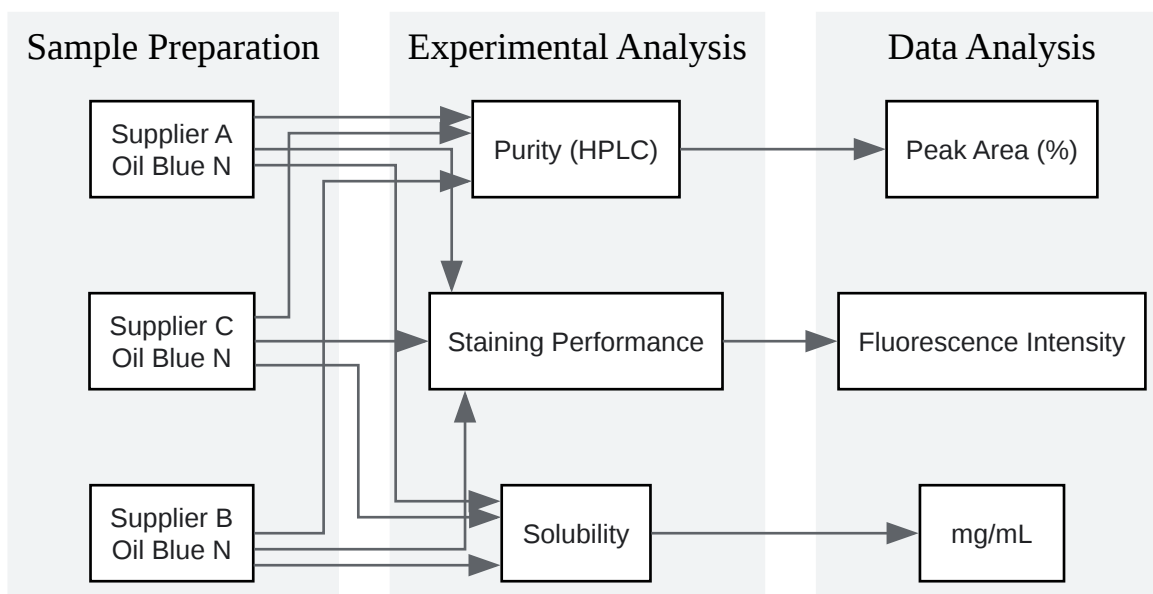 Sample Preparation
Experimental Analysis
Data Analysis
Supplier A
Oil Blue N
Purity (HPLC)
Peak Area (%)
Supplier C
Oil Blue N
Staining Performance
Fluorescence Intensity
Supplier B
Oil Blue N
Solubility
mg/mL